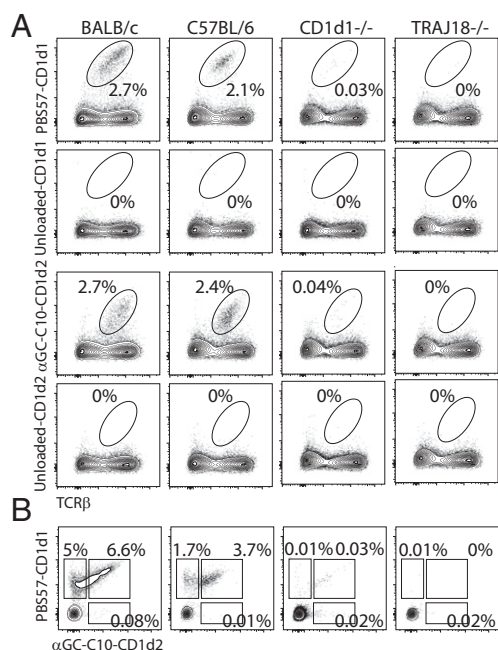 A
BALB/c C57BL/6 CD1d1-/- TRAJ18-/-
PBS57-CD1d1
2.7% 2.1% 0.03% 0%
Unloaded-CD1d1
0% 0% 0% 0%
αGC-C10-CD1d2
2.7% 2.4% 0.04% 0%
Unloaded-CD1d2
0% 0% 0% 0%
TCRβ
B
PBS57-CD1d1
5% 6.6% 1.7% 3.7% 0.01% 0.03% 0.01% 0%
0.08% 0.01% 0.02% 0.02%
αGC-C10-CD1d2